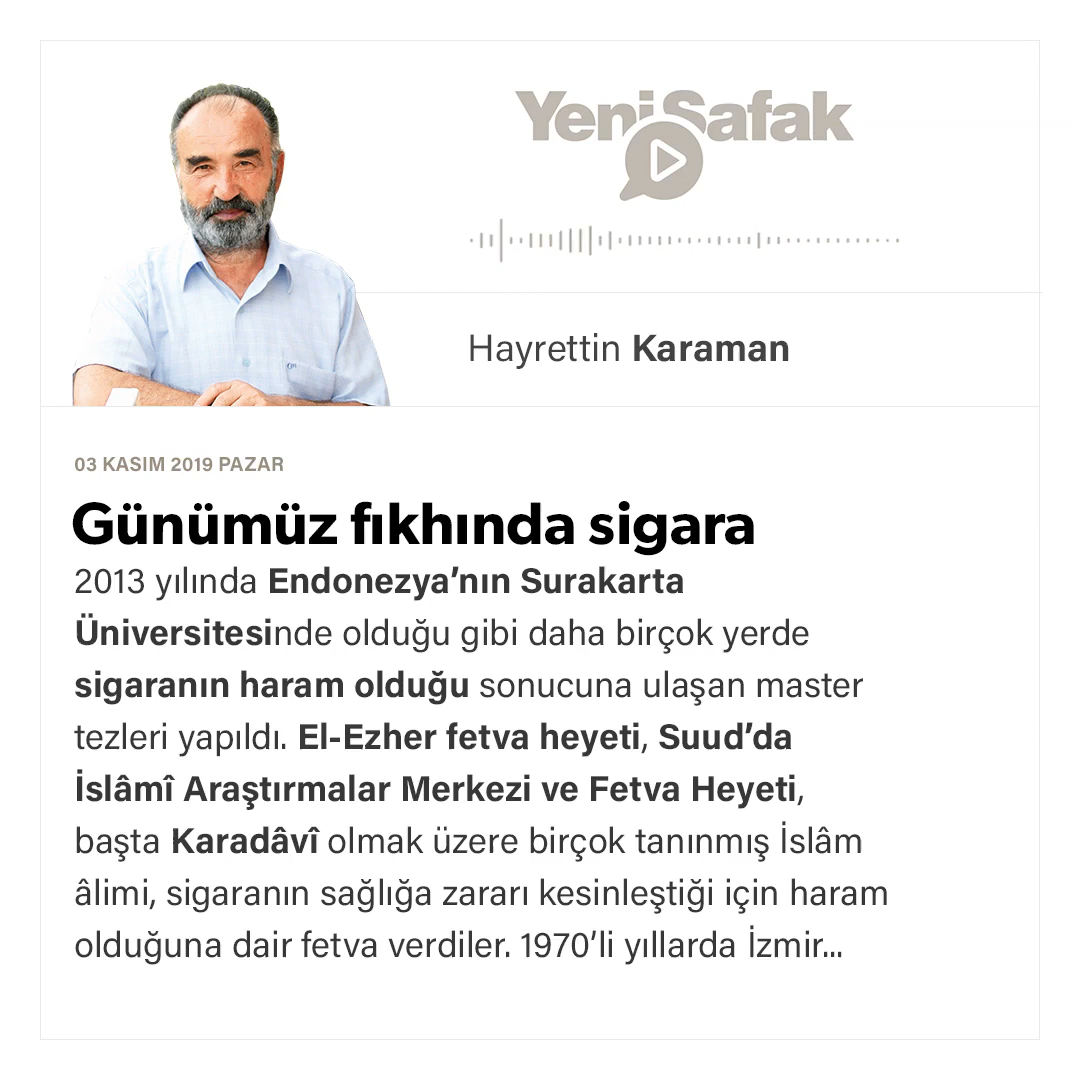 YeniŞafak
Hayrettin Karaman
03 KASIM 2019 PAZAR
Günümüz fıkhında sigara
2013 yılında Endonezya’nın Surakarta
Üniversitesinde olduğu gibi daha birçok yerde
sigaranın haram olduğu sonucuna ulaşan master
tezleri yapıldı. El-Ezher fetva heyeti, Suud’da
İslâmî Araştırmalar Merkezi ve Fetva Heyeti,
başta Karadâvî olmak üzere birçok tanınmış İslâm
âlimi, sigaranın sağlığa zararı kesinleştiği için haram
olduğuna dair fetva verdiler. 1970’li yıllarda İzmir...